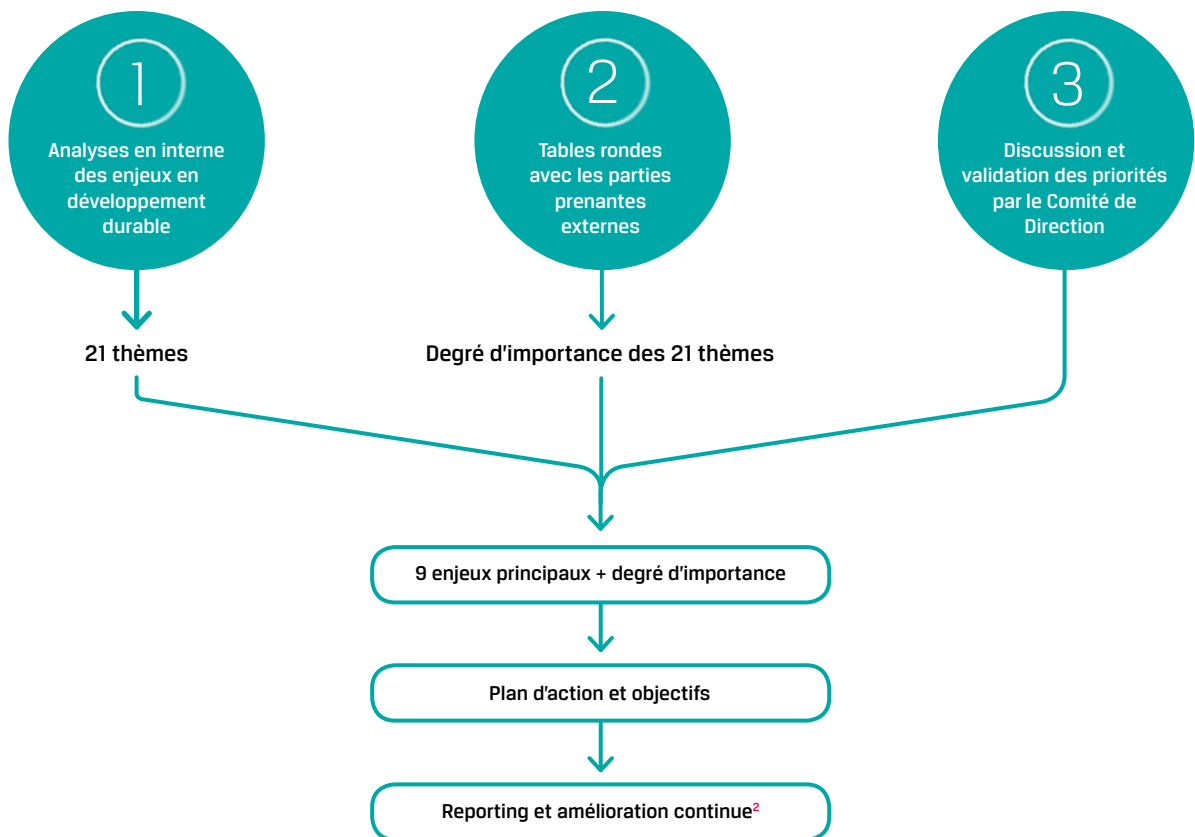 1
Analyses en interne
des enjeux en
développement
durable
2
Tables rondes
avec les parties
prenantes
externes
3
Discussion et
validation des priorités
par le Comité de
Direction
21 thèmes
Degré d'importance des 21 thèmes
9 enjeux principaux + degré d'importance
Plan d'action et objectifs
Reporting et amélioration continue²